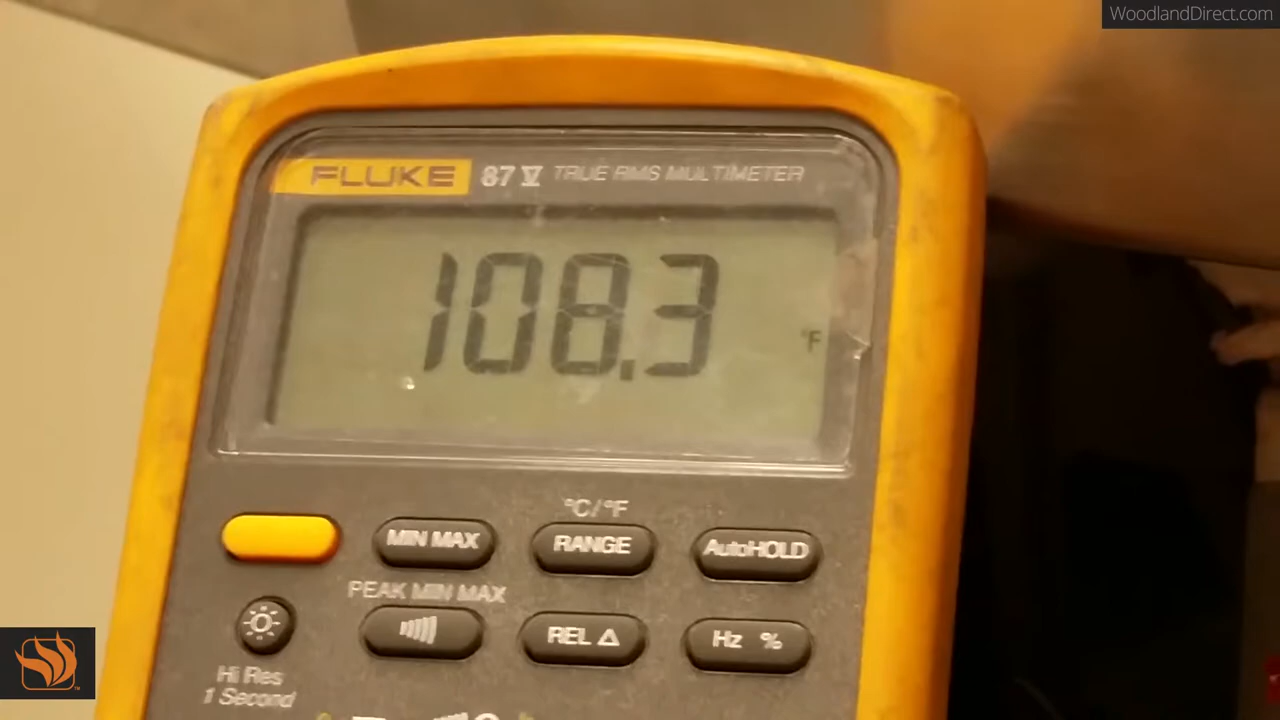 WoodlandDirect.com
FLUKE 87 V TRUE RMS MULTIMETER
108.3
°F
°C/°F
MIN MAX RANGE AutoHOLD
PEAK MIN MAX
REL Δ Hz %
Hi Res
1 Second